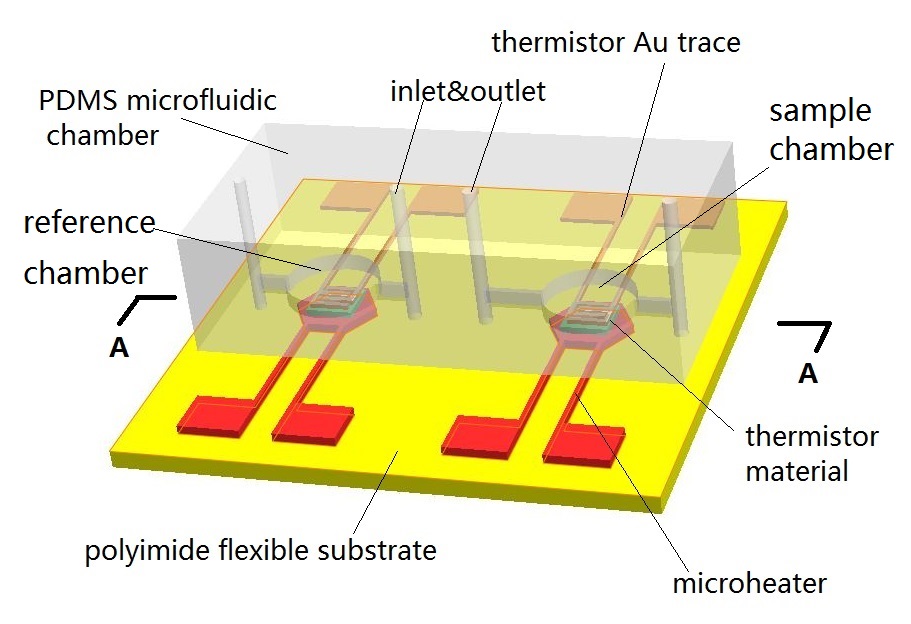 thermistor Au trace
inlet&outlet
PDMS microfluidic
chamber
sample
chamber
reference
chamber
A
A
thermistor
material
polyimide flexible substrate
microheater